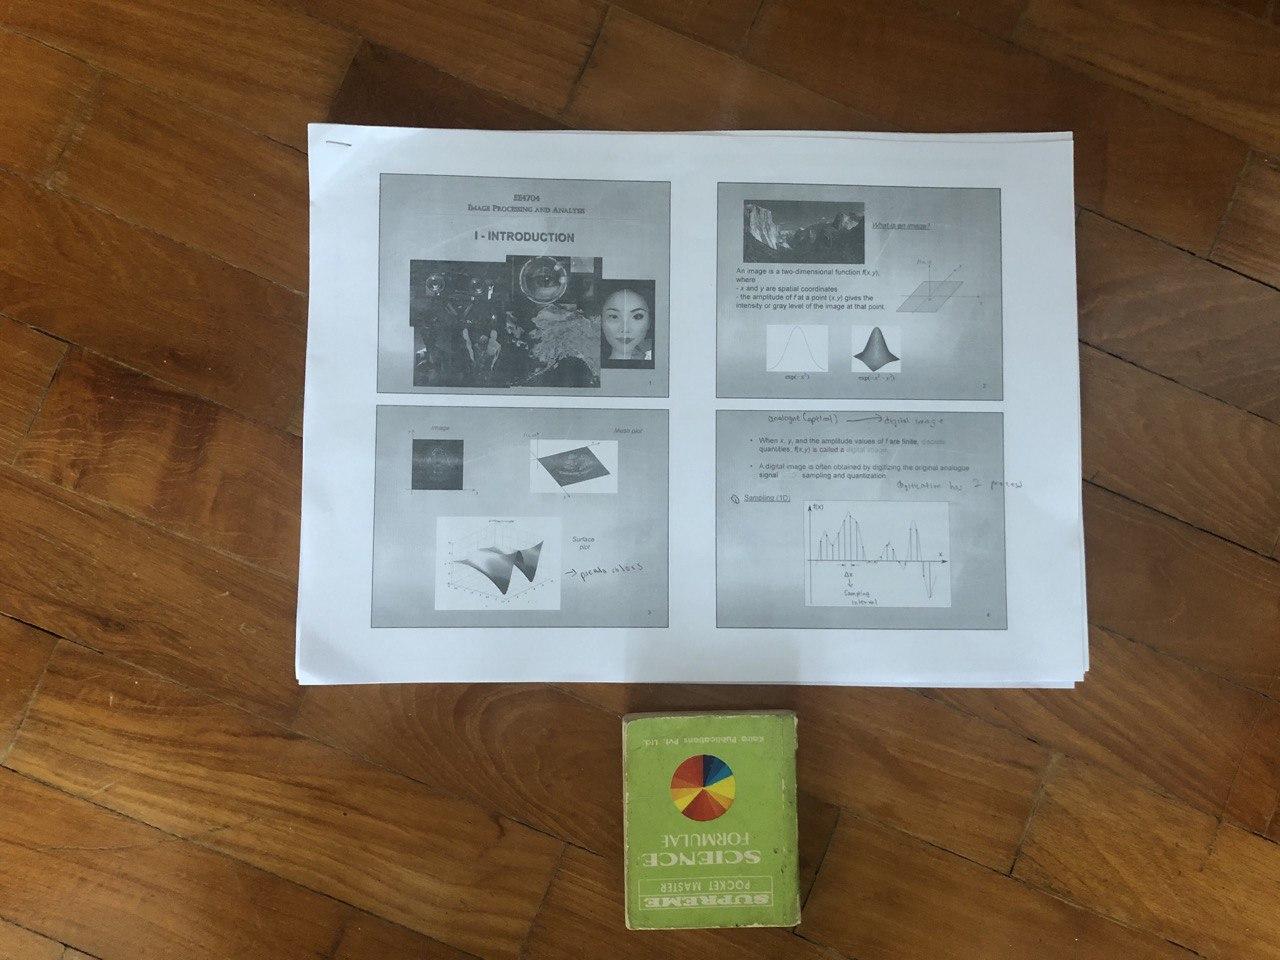 EE4704
IMAGE PROCESSING AND ANALYSIS
I - INTRODUCTION
1
What is an image?
An image is a two-dimensional function f(x,y),
where
- x and y are spatial coordinates
- the amplitude of f at a point (x,y) gives the
intensity or gray level of the image at that point.
exp(-x²)
exp(-x² - y²)
2
image
Mesh plot
Surface
plot
→ pseudo colors
3
analogue (optical) → digital image
• When x, y, and the amplitude values of f are finite, discrete
quantities, f(x,y) is called a digital image.
• A digital image is often obtained by digitizing the original analogue
signal sampling and quantization
digitization has 2 process
① Sampling (1D)
f(x)
x
Δx
Sampling
interval
4
SUPREME
POCKET MASTER
SCIENCE
FORMULAE
Kaira Publications Pvt. Ltd.